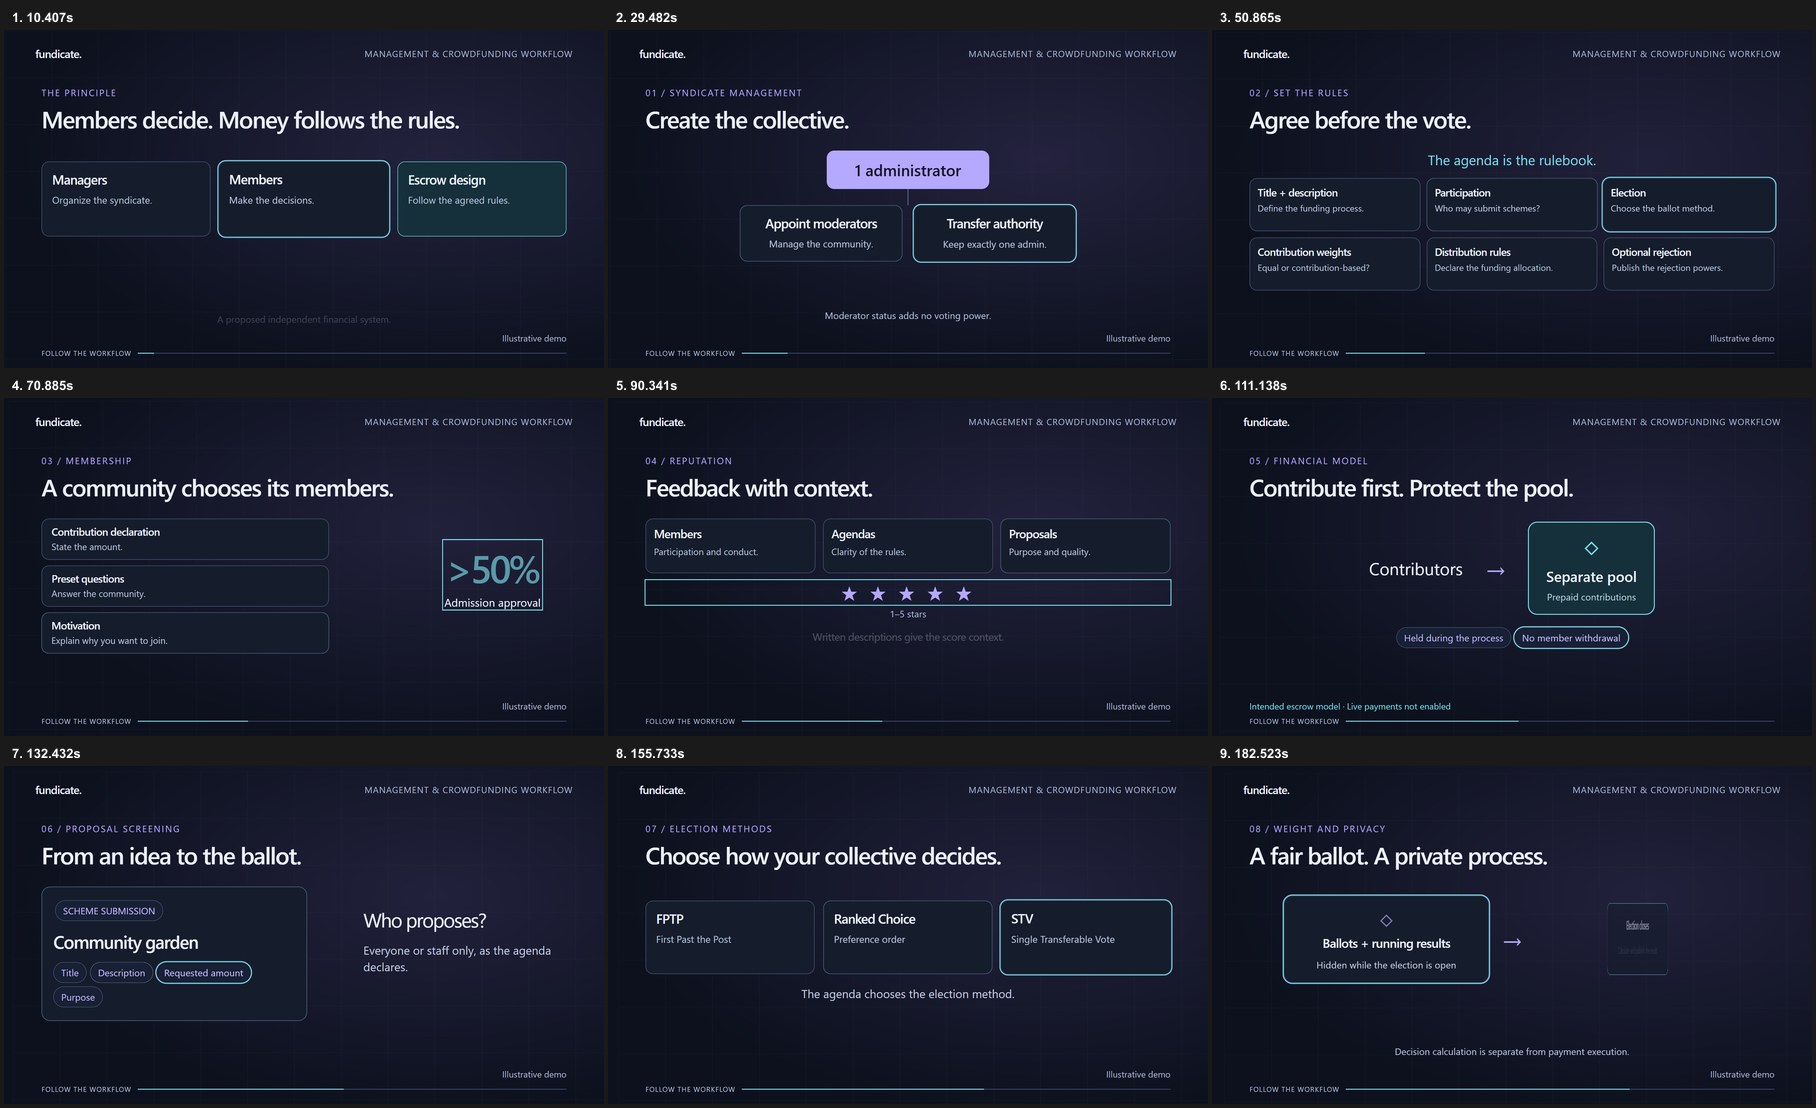 1. 10.407s
fundicate.
MANAGEMENT & CROWDFUNDING WORKFLOW
THE PRINCIPLE
Members decide. Money follows the rules.
Managers
Organize the syndicate.
Members
Make the decisions.
Escrow design
Follow the agreed rules.
A proposed independent financial system.
Illustrative demo
FOLLOW THE WORKFLOW
2. 29.482s
fundicate.
MANAGEMENT & CROWDFUNDING WORKFLOW
01 / SYNDICATE MANAGEMENT
Create the collective.
1 administrator
Appoint moderators
Manage the community.
Transfer authority
Keep exactly one admin.
Moderator status adds no voting power.
Illustrative demo
FOLLOW THE WORKFLOW
3. 50.865s
fundicate.
MANAGEMENT & CROWDFUNDING WORKFLOW
02 / SET THE RULES
Agree before the vote.
The agenda is the rulebook.
Title + description
Define the funding process.
Participation
Who may submit schemes?
Election
Choose the ballot method.
Contribution weights
Equal or contribution-based?
Distribution rules
Declare the funding allocation.
Optional rejection
Publish the rejection powers.
Illustrative demo
FOLLOW THE WORKFLOW
4. 70.885s
fundicate.
MANAGEMENT & CROWDFUNDING WORKFLOW
03 / MEMBERSHIP
A community chooses its members.
Contribution declaration
State the amount.
Preset questions
Answer the community.
Motivation
Explain why you want to join.
>50%
Admission approval
Illustrative demo
FOLLOW THE WORKFLOW
5. 90.341s
fundicate.
MANAGEMENT & CROWDFUNDING WORKFLOW
04 / REPUTATION
Feedback with context.
Members
Participation and conduct.
Agendas
Clarity of the rules.
Proposals
Purpose and quality.
★ ★ ★ ★ ★
1–5 stars
Written descriptions give the score context.
Illustrative demo
FOLLOW THE WORKFLOW
6. 111.138s
fundicate.
MANAGEMENT & CROWDFUNDING WORKFLOW
05 / FINANCIAL MODEL
Contribute first. Protect the pool.
Contributors →
Separate pool
Prepaid contributions
Held during the process
No member withdrawal
Intended escrow model · Live payments not enabled
FOLLOW THE WORKFLOW
7. 132.432s
fundicate.
MANAGEMENT & CROWDFUNDING WORKFLOW
06 / PROPOSAL SCREENING
From an idea to the ballot.
SCHEME SUBMISSION
Community garden
Title
Description
Requested amount
Purpose
Who proposes?
Everyone or staff only, as the agenda
declares.
Illustrative demo
FOLLOW THE WORKFLOW
8. 155.733s
fundicate.
MANAGEMENT & CROWDFUNDING WORKFLOW
07 / ELECTION METHODS
Choose how your collective decides.
FPTP
First Past the Post
Ranked Choice
Preference order
STV
Single Transferable Vote
The agenda chooses the election method.
Illustrative demo
FOLLOW THE WORKFLOW
9. 182.523s
fundicate.
MANAGEMENT & CROWDFUNDING WORKFLOW
08 / WEIGHT AND PRIVACY
A fair ballot. A private process.
Ballots + running results
Hidden while the election is open
→
Election closes
Decision calculation is separate from payment execution.
Illustrative demo
FOLLOW THE WORKFLOW